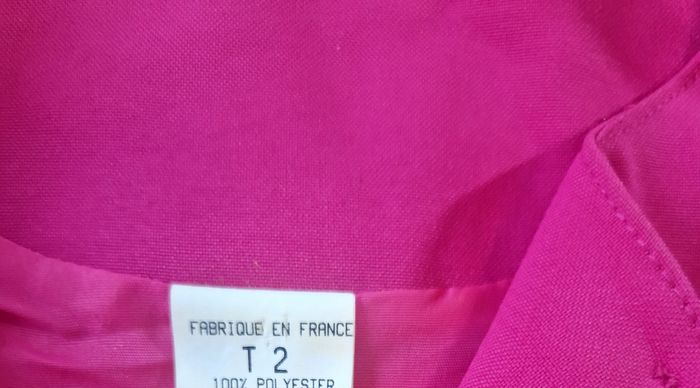 FABRIQUE EN FRANCE
T 2
100% POLYESTER